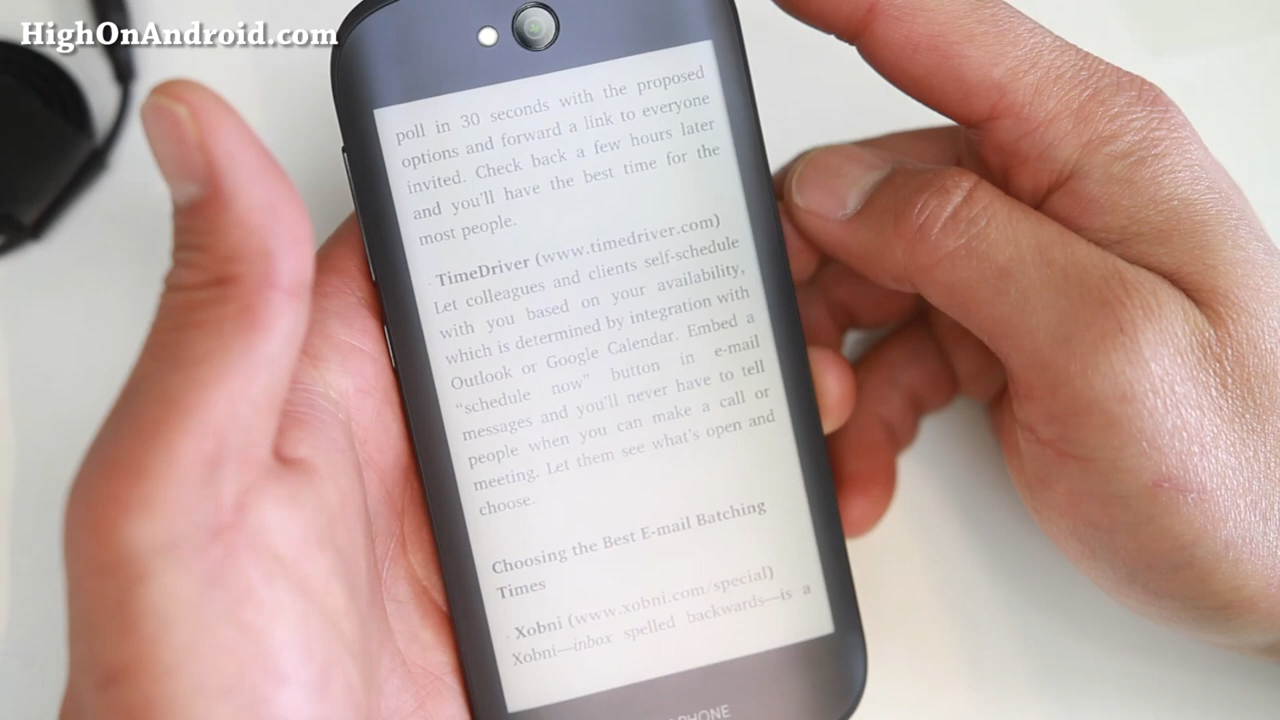 HighOnAndroid.com
poll in 30 seconds with the proposed
options and forward a link to everyone
invited. Check back a few hours later
and you'll have the best time for the
most people.
· TimeDriver (www.timedriver.com)
Let colleagues and clients self-schedule
with you based on your availability,
which is determined by integration with
Outlook or Google Calendar. Embed a
“schedule now” button in e-mail
messages and you'll never have to tell
people when you can make a call or
meeting. Let them see what's open and
choose.
Choosing the Best E-mail Batching
Times
· Xobni (www.xobni.com/special)
Xobni—inbox spelled backwards—is a
PHONE